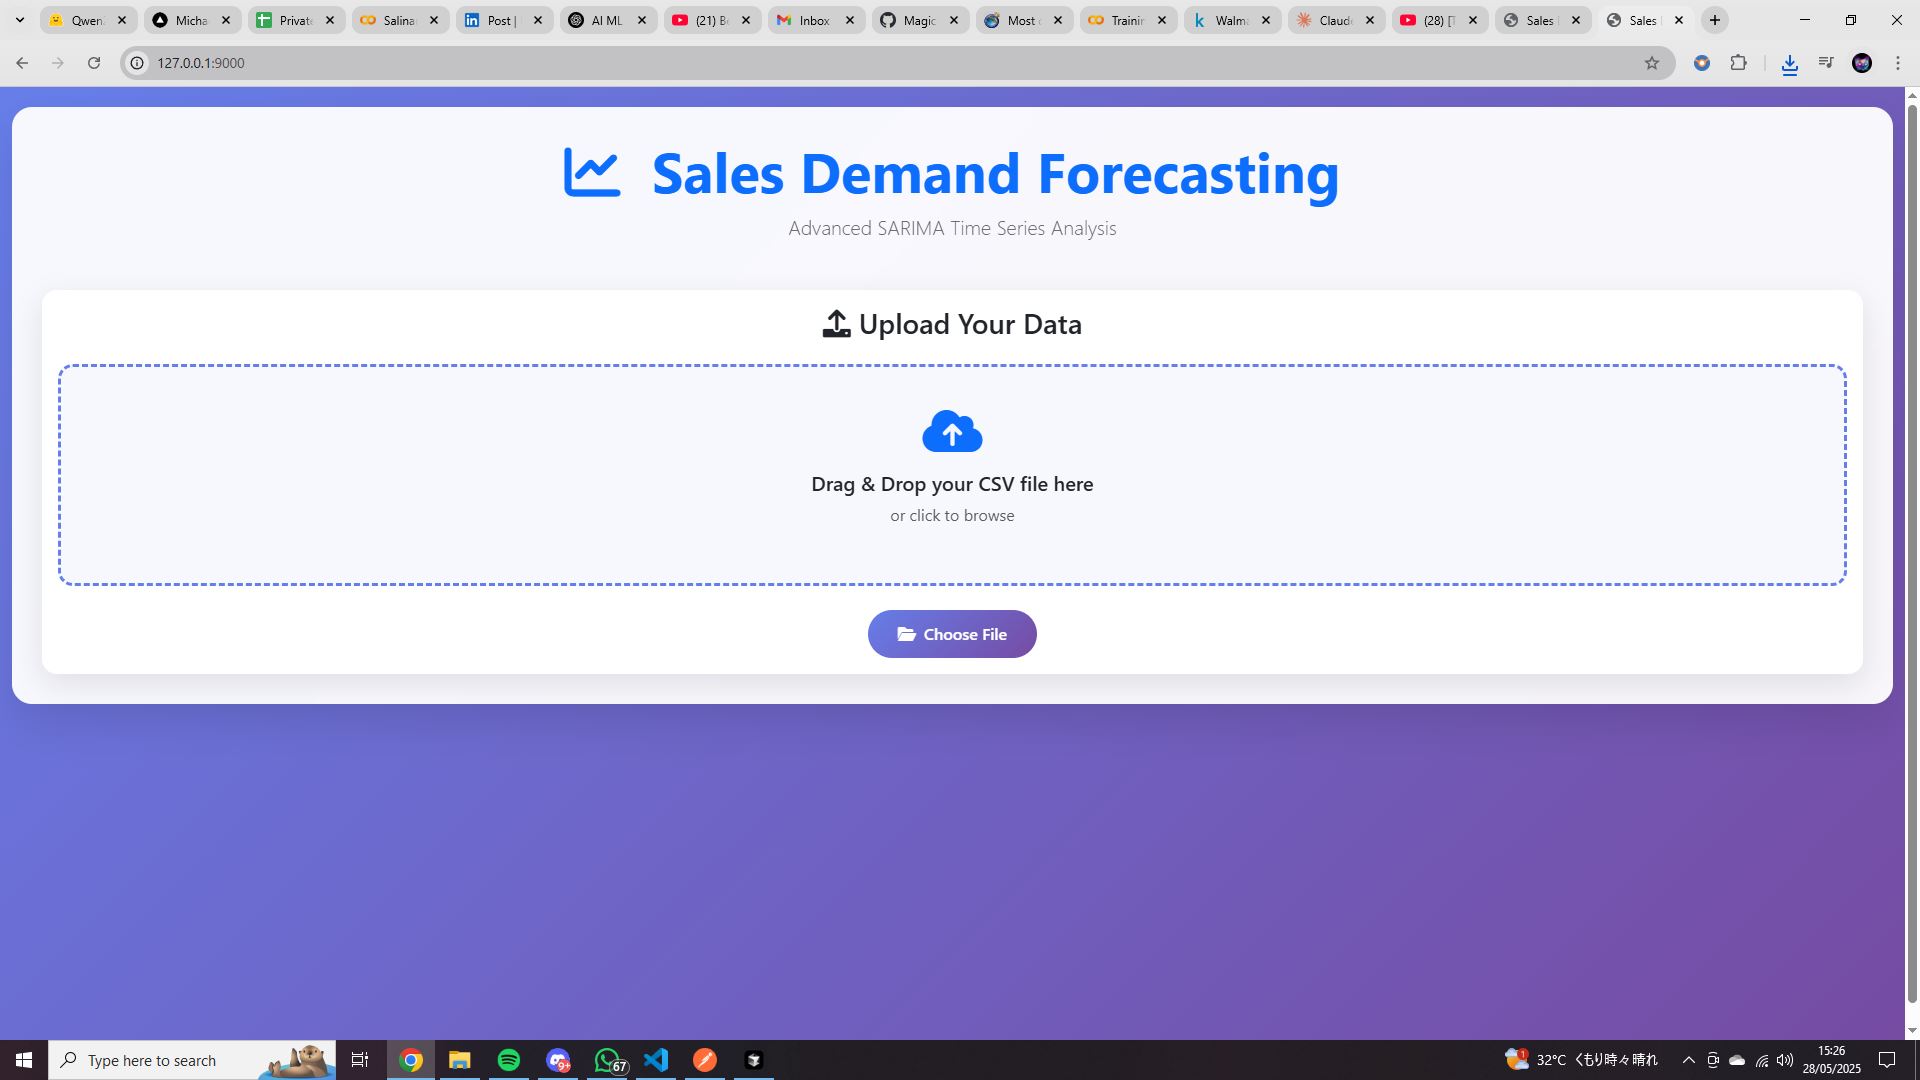 Qwen
Micha
Private
Salina
Post |
AI ML
(21) B
Inbox
Magic
Most
Trainin
Walm
Claud
(28) [
Sales
Sales
127.0.0.1:9000
Sales Demand Forecasting
Advanced SARIMA Time Series Analysis
Upload Your Data
Drag & Drop your CSV file here
or click to browse
Choose File
Type here to search
9+
67
1
32°C くもり時々晴れ
15:26
28/05/2025